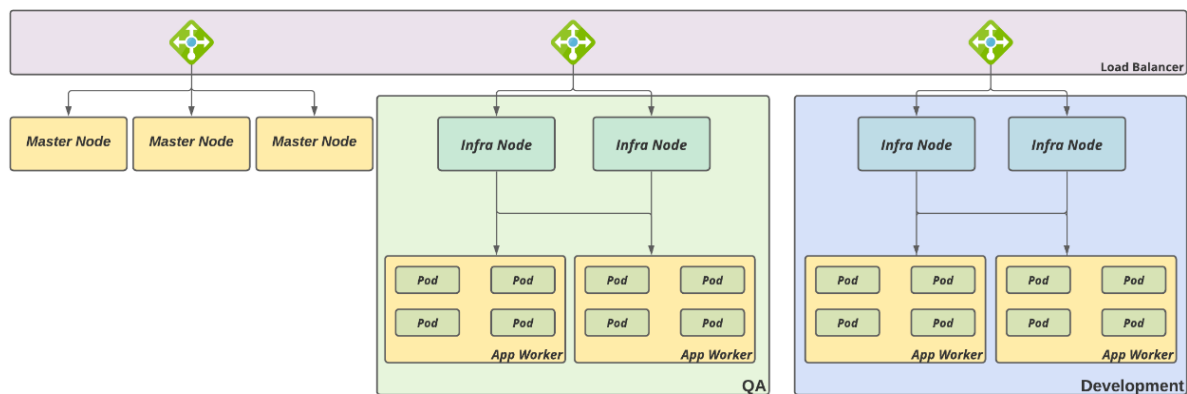 Load Balancer
Master Node
Master Node
Master Node
Infra Node
Infra Node
Infra Node
Infra Node
Pod
Pod
Pod
Pod
App Worker
Pod
Pod
Pod
Pod
App Worker
QA
Pod
Pod
Pod
Pod
App Worker
Pod
Pod
Pod
Pod
App Worker
Development